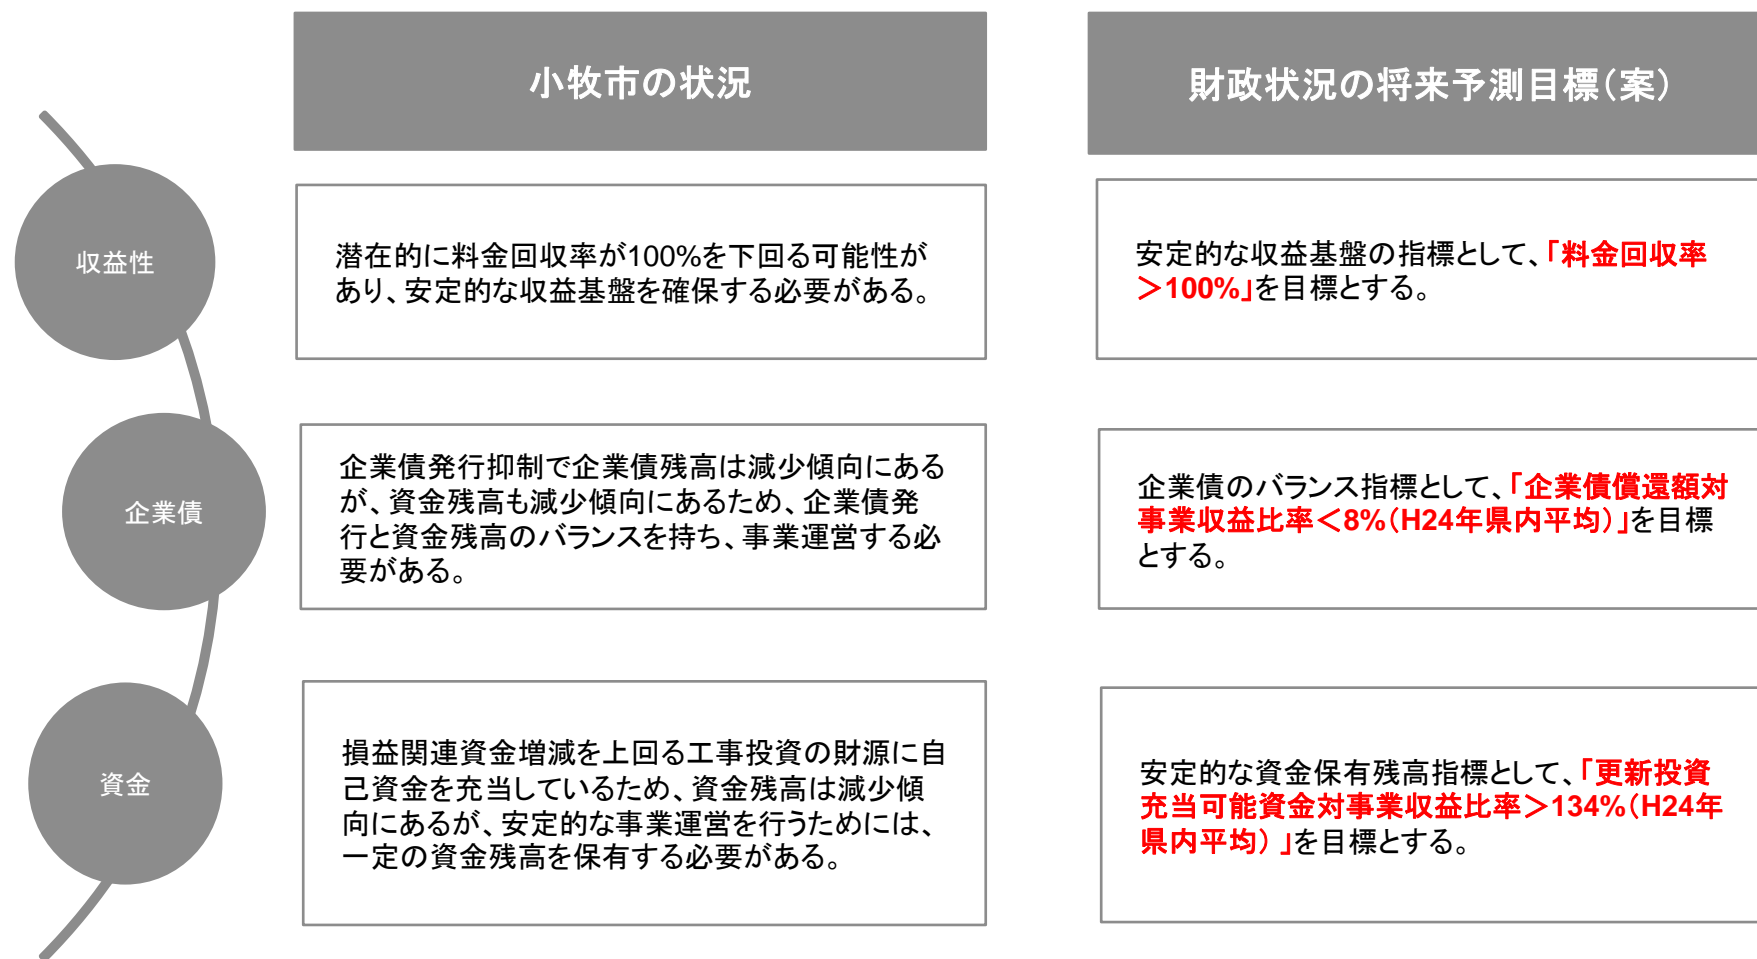 小牧市の状況
財政状況の将来予測目標（案）
収益性
潜在的に料金回収率が100%を下回る可能性が
あり、安定的な収益基盤を確保する必要がある。
安定的な収益基盤の指標として、「料金回収率
＞100%」を目標とする。
企業債
企業債発行抑制で企業債残高は減少傾向にある
が、資金残高も減少傾向にあるため、企業債発
行と資金残高のバランスを持ち、事業運営する必
要がある。
企業債のバランス指標として、「企業債償還額対
事業収益比率＜8%（H24年県内平均）」を目標
とする。
資金
損益関連資金増減を上回る工事投資の財源に自
己資金を充当しているため、資金残高は減少傾
向にあるが、安定的な事業運営を行うためには、
一定の資金残高を保有する必要がある。
安定的な資金保有残高指標として、「更新投資
充当可能資金対事業収益比率＞134%（H24年
県内平均） 」を目標とする。